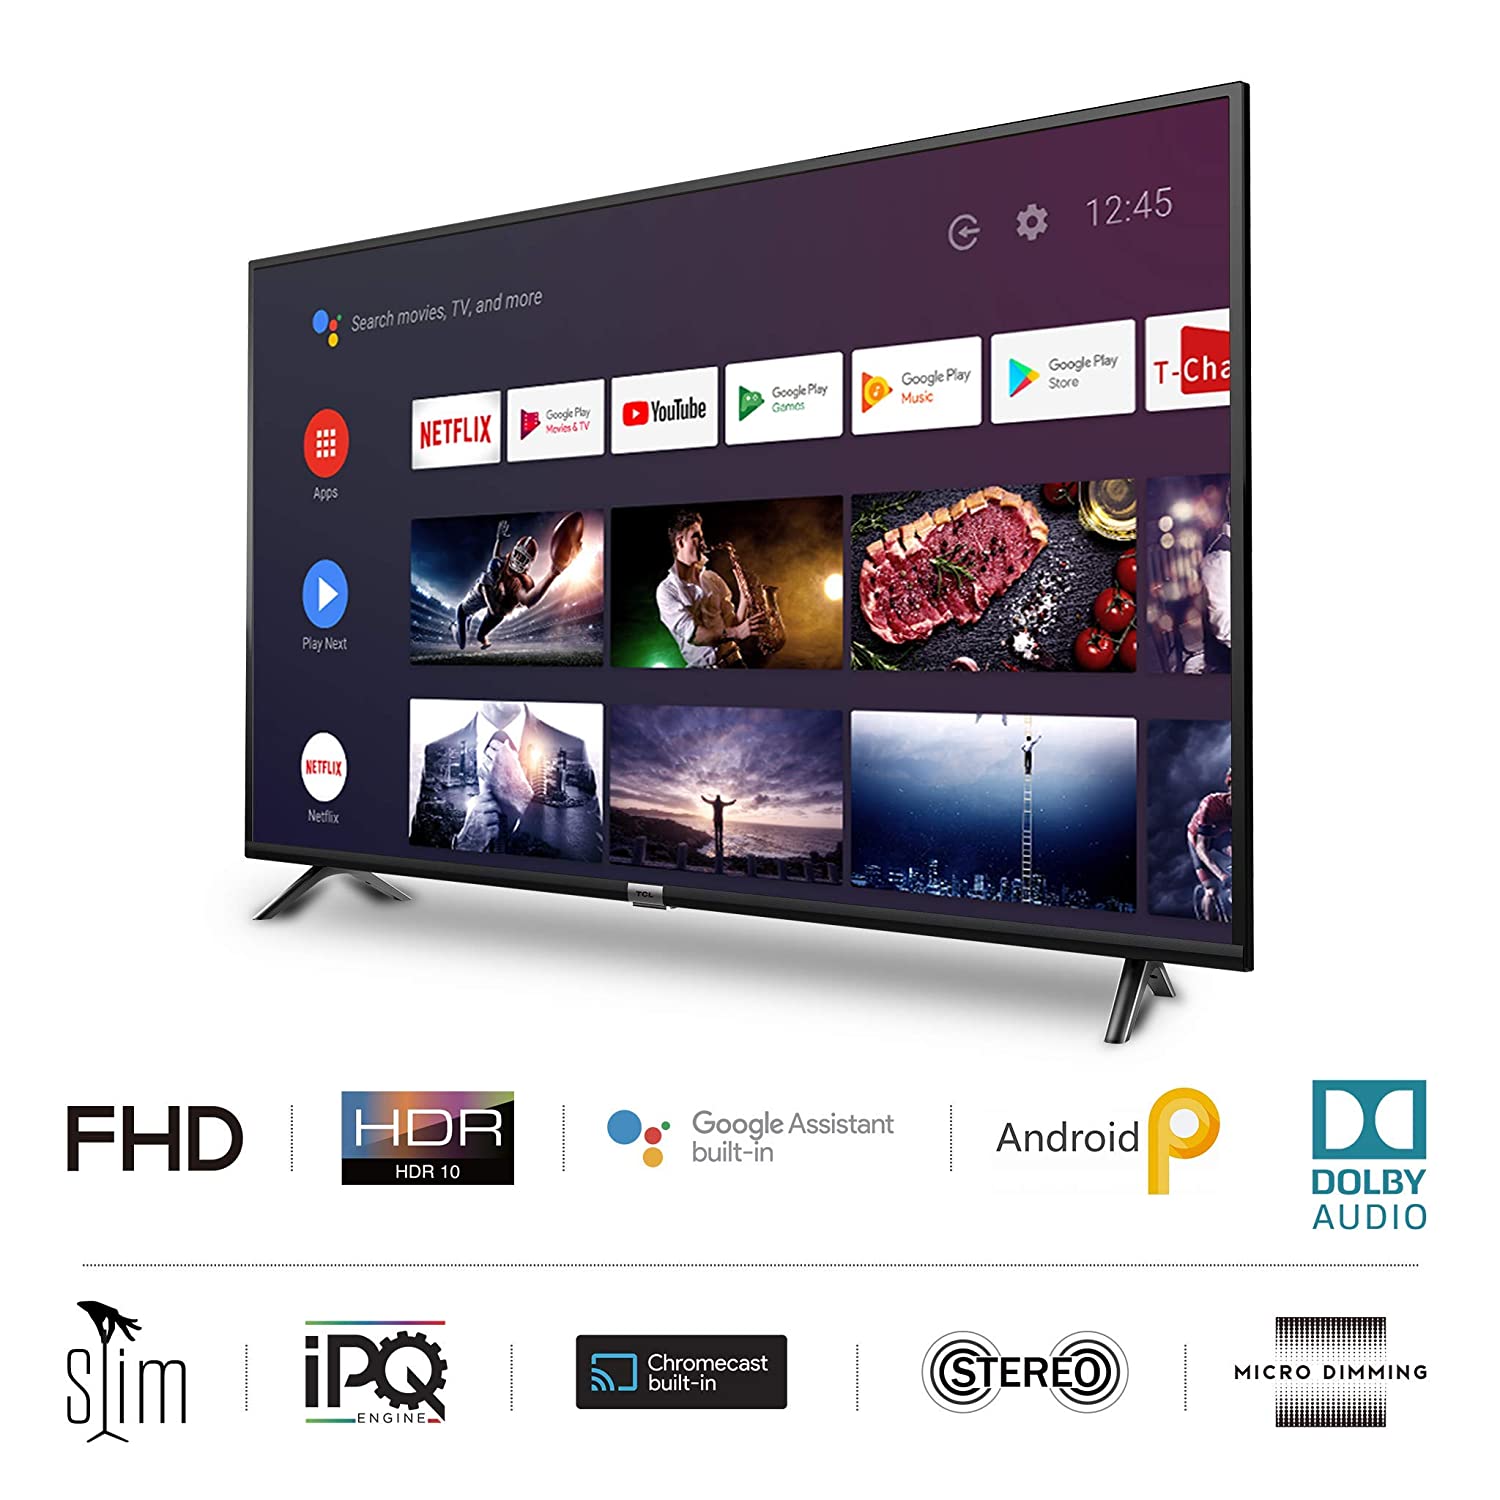 12:45
Search movies, TV, and more
NETFLIX
Google Play
Movies & TV
YouTube
Google Play
Games
Google Play
Music
Google Play
Store
T-Cha
Apps
Play Next
NETFLIX
Netflix
TCL
FHD
HDR
HDR 10
Google Assistant
built-in
Android
DOLBY
AUDIO
Slim
iPQ
ENGINE
Chromecast
built-in
STEREO
MICRO DIMMING